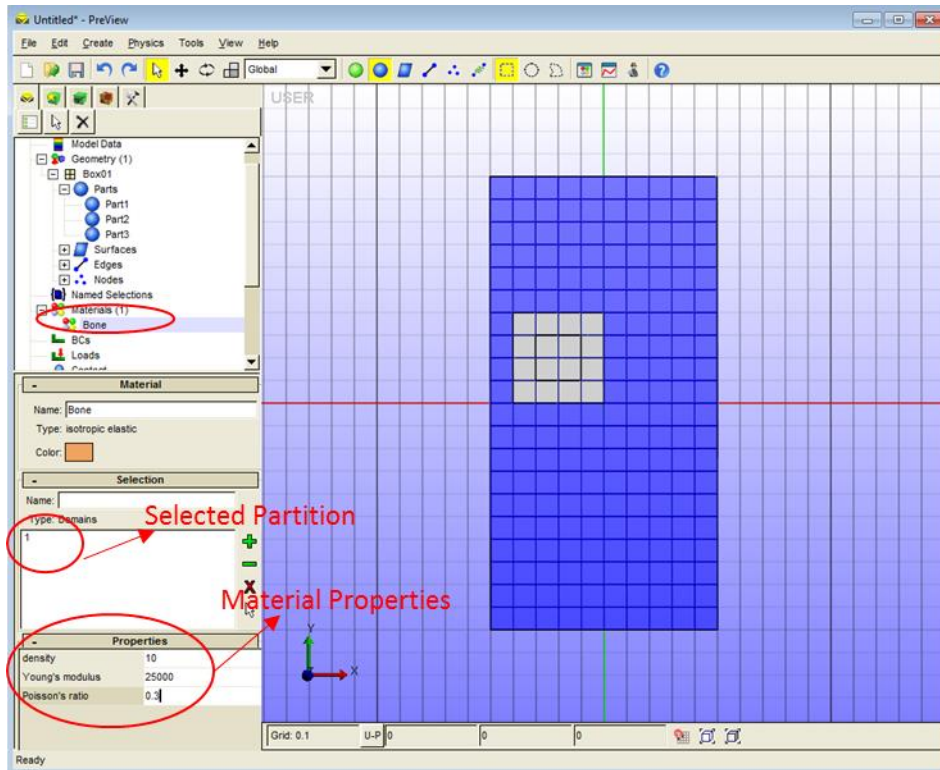 Untitled* - PreView
File Edit Create Physics Tools View Help
Global
USER
Model Data
Geometry (1)
Box01
Parts
Part1
Part2
Part3
Surfaces
Edges
Nodes
Named Selections
Materials (1)
Bone
BCs
Loads
Contact
- Material
Name: Bone
Type: isotropic elastic
Color:
- Selection
Name:
Type: Domains
Selected Partition
1
Material Properties
- Properties
density 10
Young's modulus 25000
Poisson's ratio 0.3
Y
X
Grid: 0.1 U-P 0 0 0
Ready